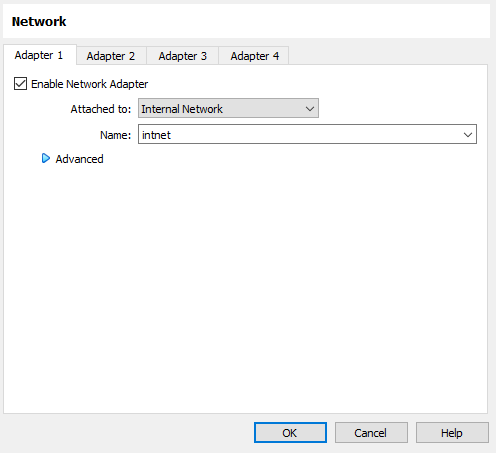 Network
Adapter 1 Adapter 2 Adapter 3 Adapter 4
Enable Network Adapter
Attached to: Internal Network
Name: intnet
Advanced
OK Cancel Help